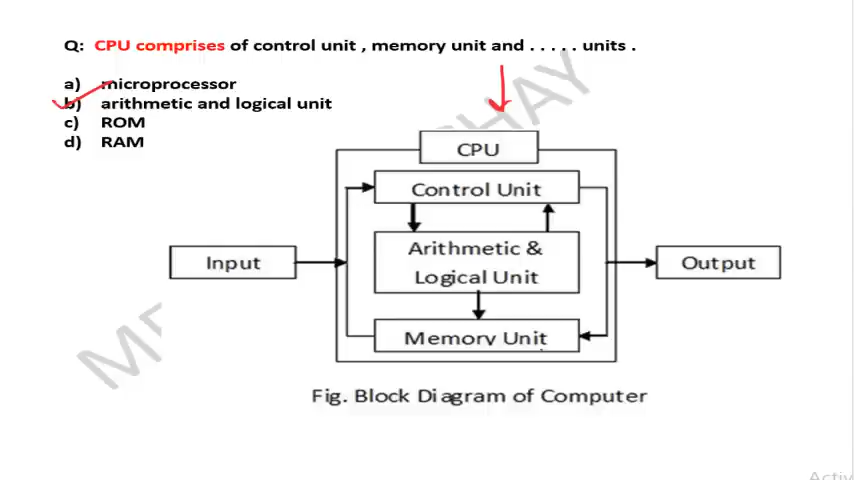 Q: CPU comprises of control unit , memory unit and . . . . . units .
a) microprocessor
b) arithmetic and logical unit
c) ROM
d) RAM
CPU
Control Unit
Arithmetic &
Logical Unit
Memory Unit
Input
Output
Fig. Block Diagram of Computer